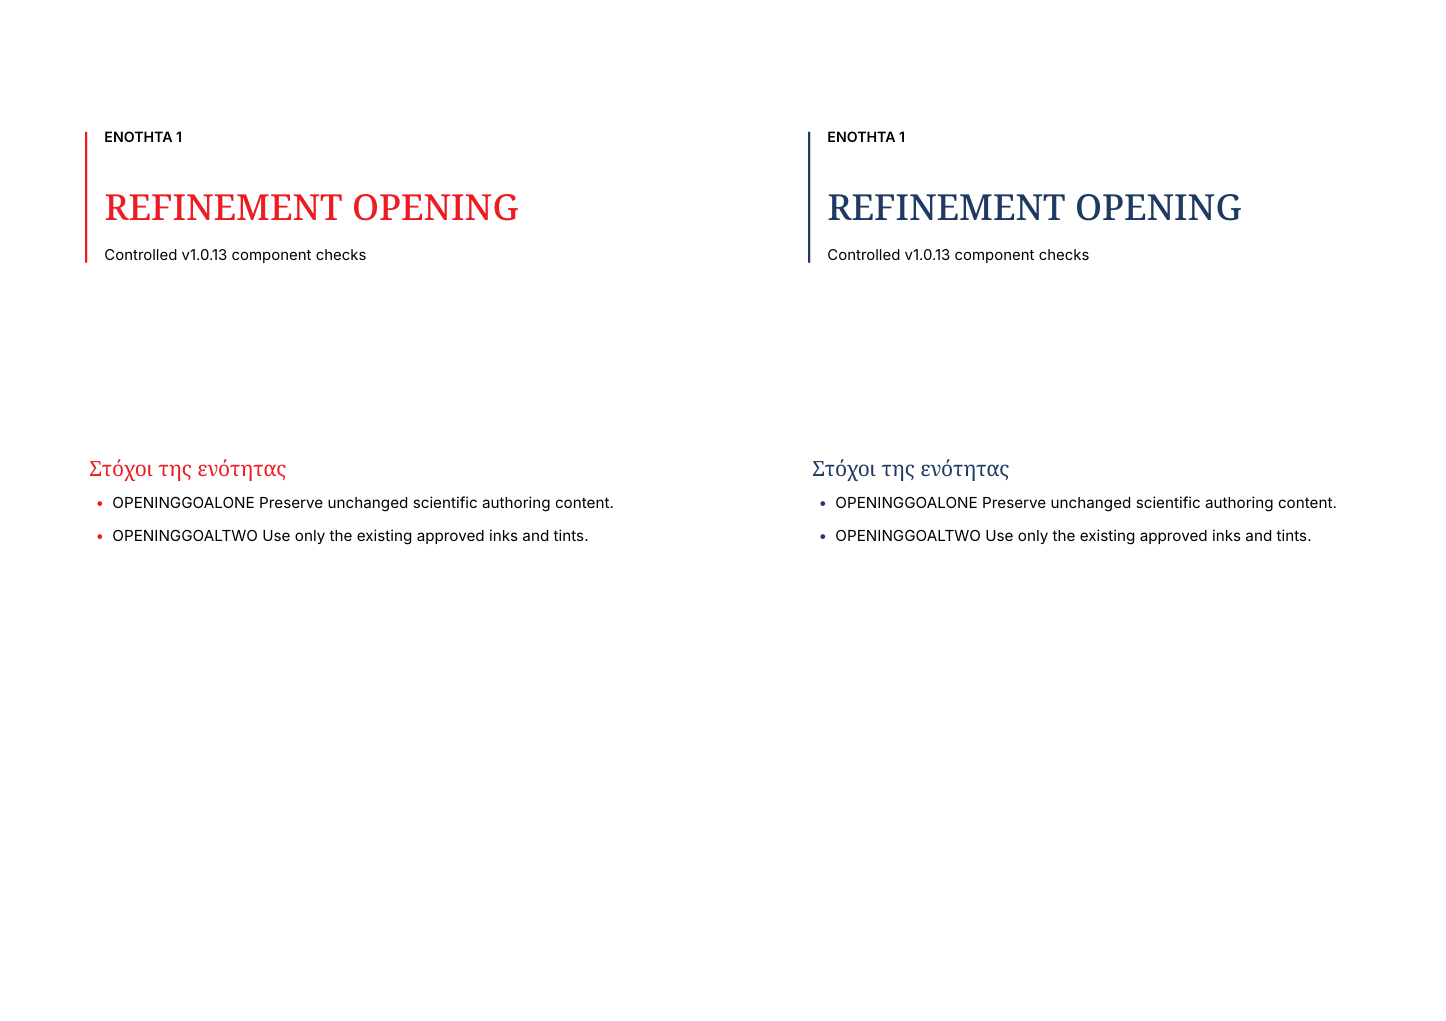 ΕΝΟΤΗΤΑ 1
REFINEMENT OPENING
Controlled v1.0.13 component checks
Στόχοι της ενότητας
• OPENINGGOALONE Preserve unchanged scientific authoring content.
• OPENINGGOALTWO Use only the existing approved inks and tints.
ΕΝΟΤΗΤΑ 1
REFINEMENT OPENING
Controlled v1.0.13 component checks
Στόχοι της ενότητας
• OPENINGGOALONE Preserve unchanged scientific authoring content.
• OPENINGGOALTWO Use only the existing approved inks and tints.